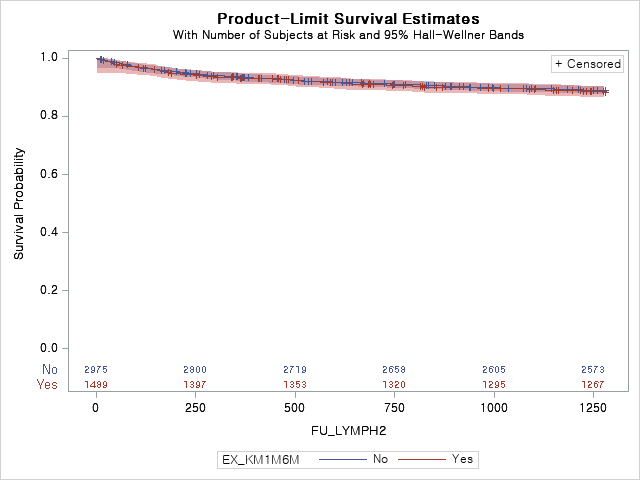 Product-Limit Survival Estimates
With Number of Subjects at Risk and 95% Hall-Wellner Bands
+ Censored
1.0
0.8
0.6
0.4
0.2
0.0
Survival Probability
No 2975 2800 2719 2658 2605 2573
Yes 1499 1397 1353 1320 1295 1267
0 250 500 750 1000 1250
FU_LYMPH2
EX_KM1M6M No Yes